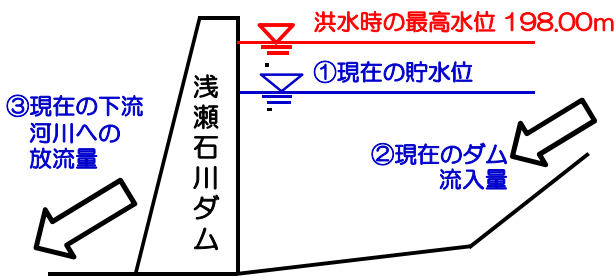 洪水時の最高水位 198.00m
①現在の貯水位
③現在の下流
河川への
放流量
浅瀬石川ダム
②現在のダム
流入量